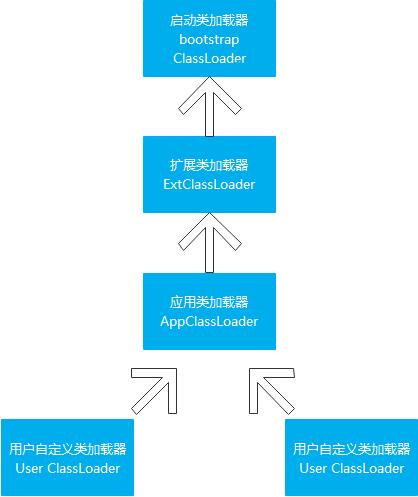 启动类加载器
bootstrap
ClassLoader
扩展类加载器
ExtClassLoader
应用类加载器
AppClassLoader
用户自定义类加载器
User ClassLoader
用户自定义类加载器
User ClassLoader